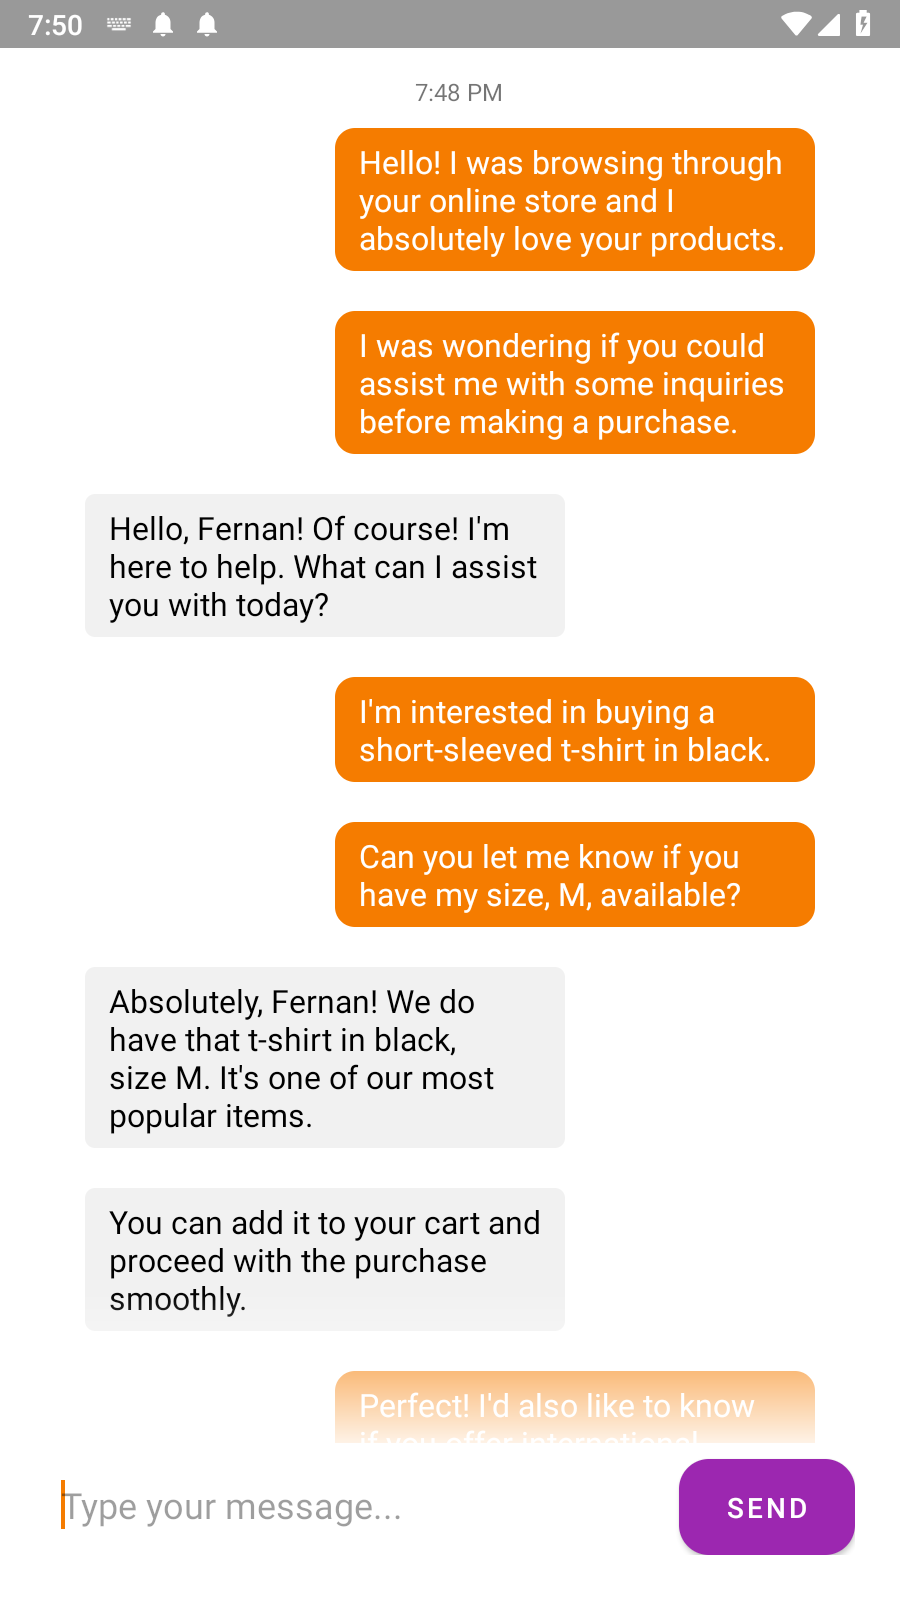 7:50
7:48 PM
Hello! I was browsing through
your online store and I
absolutely love your products.
I was wondering if you could
assist me with some inquiries
before making a purchase.
Hello, Fernan! Of course! I'm
here to help. What can I assist
you with today?
I'm interested in buying a
short-sleeved t-shirt in black.
Can you let me know if you
have my size, M, available?
Absolutely, Fernan! We do
have that t-shirt in black,
size M. It's one of our most
popular items.
You can add it to your cart and
proceed with the purchase
smoothly.
Perfect! I'd also like to know
if you offer international
Type your message...
SEND